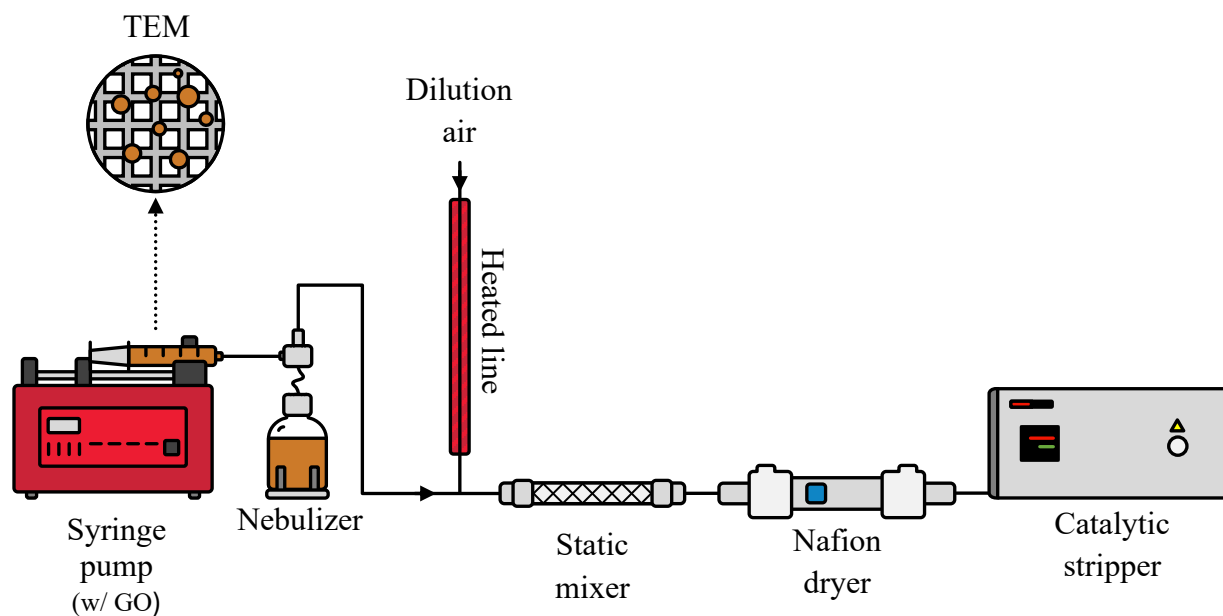 TEM
Dilution
air
Heated line
Syringe
pump
(w/ GO)
Nebulizer
Static
mixer
Nafion
dryer
Catalytic
stripper